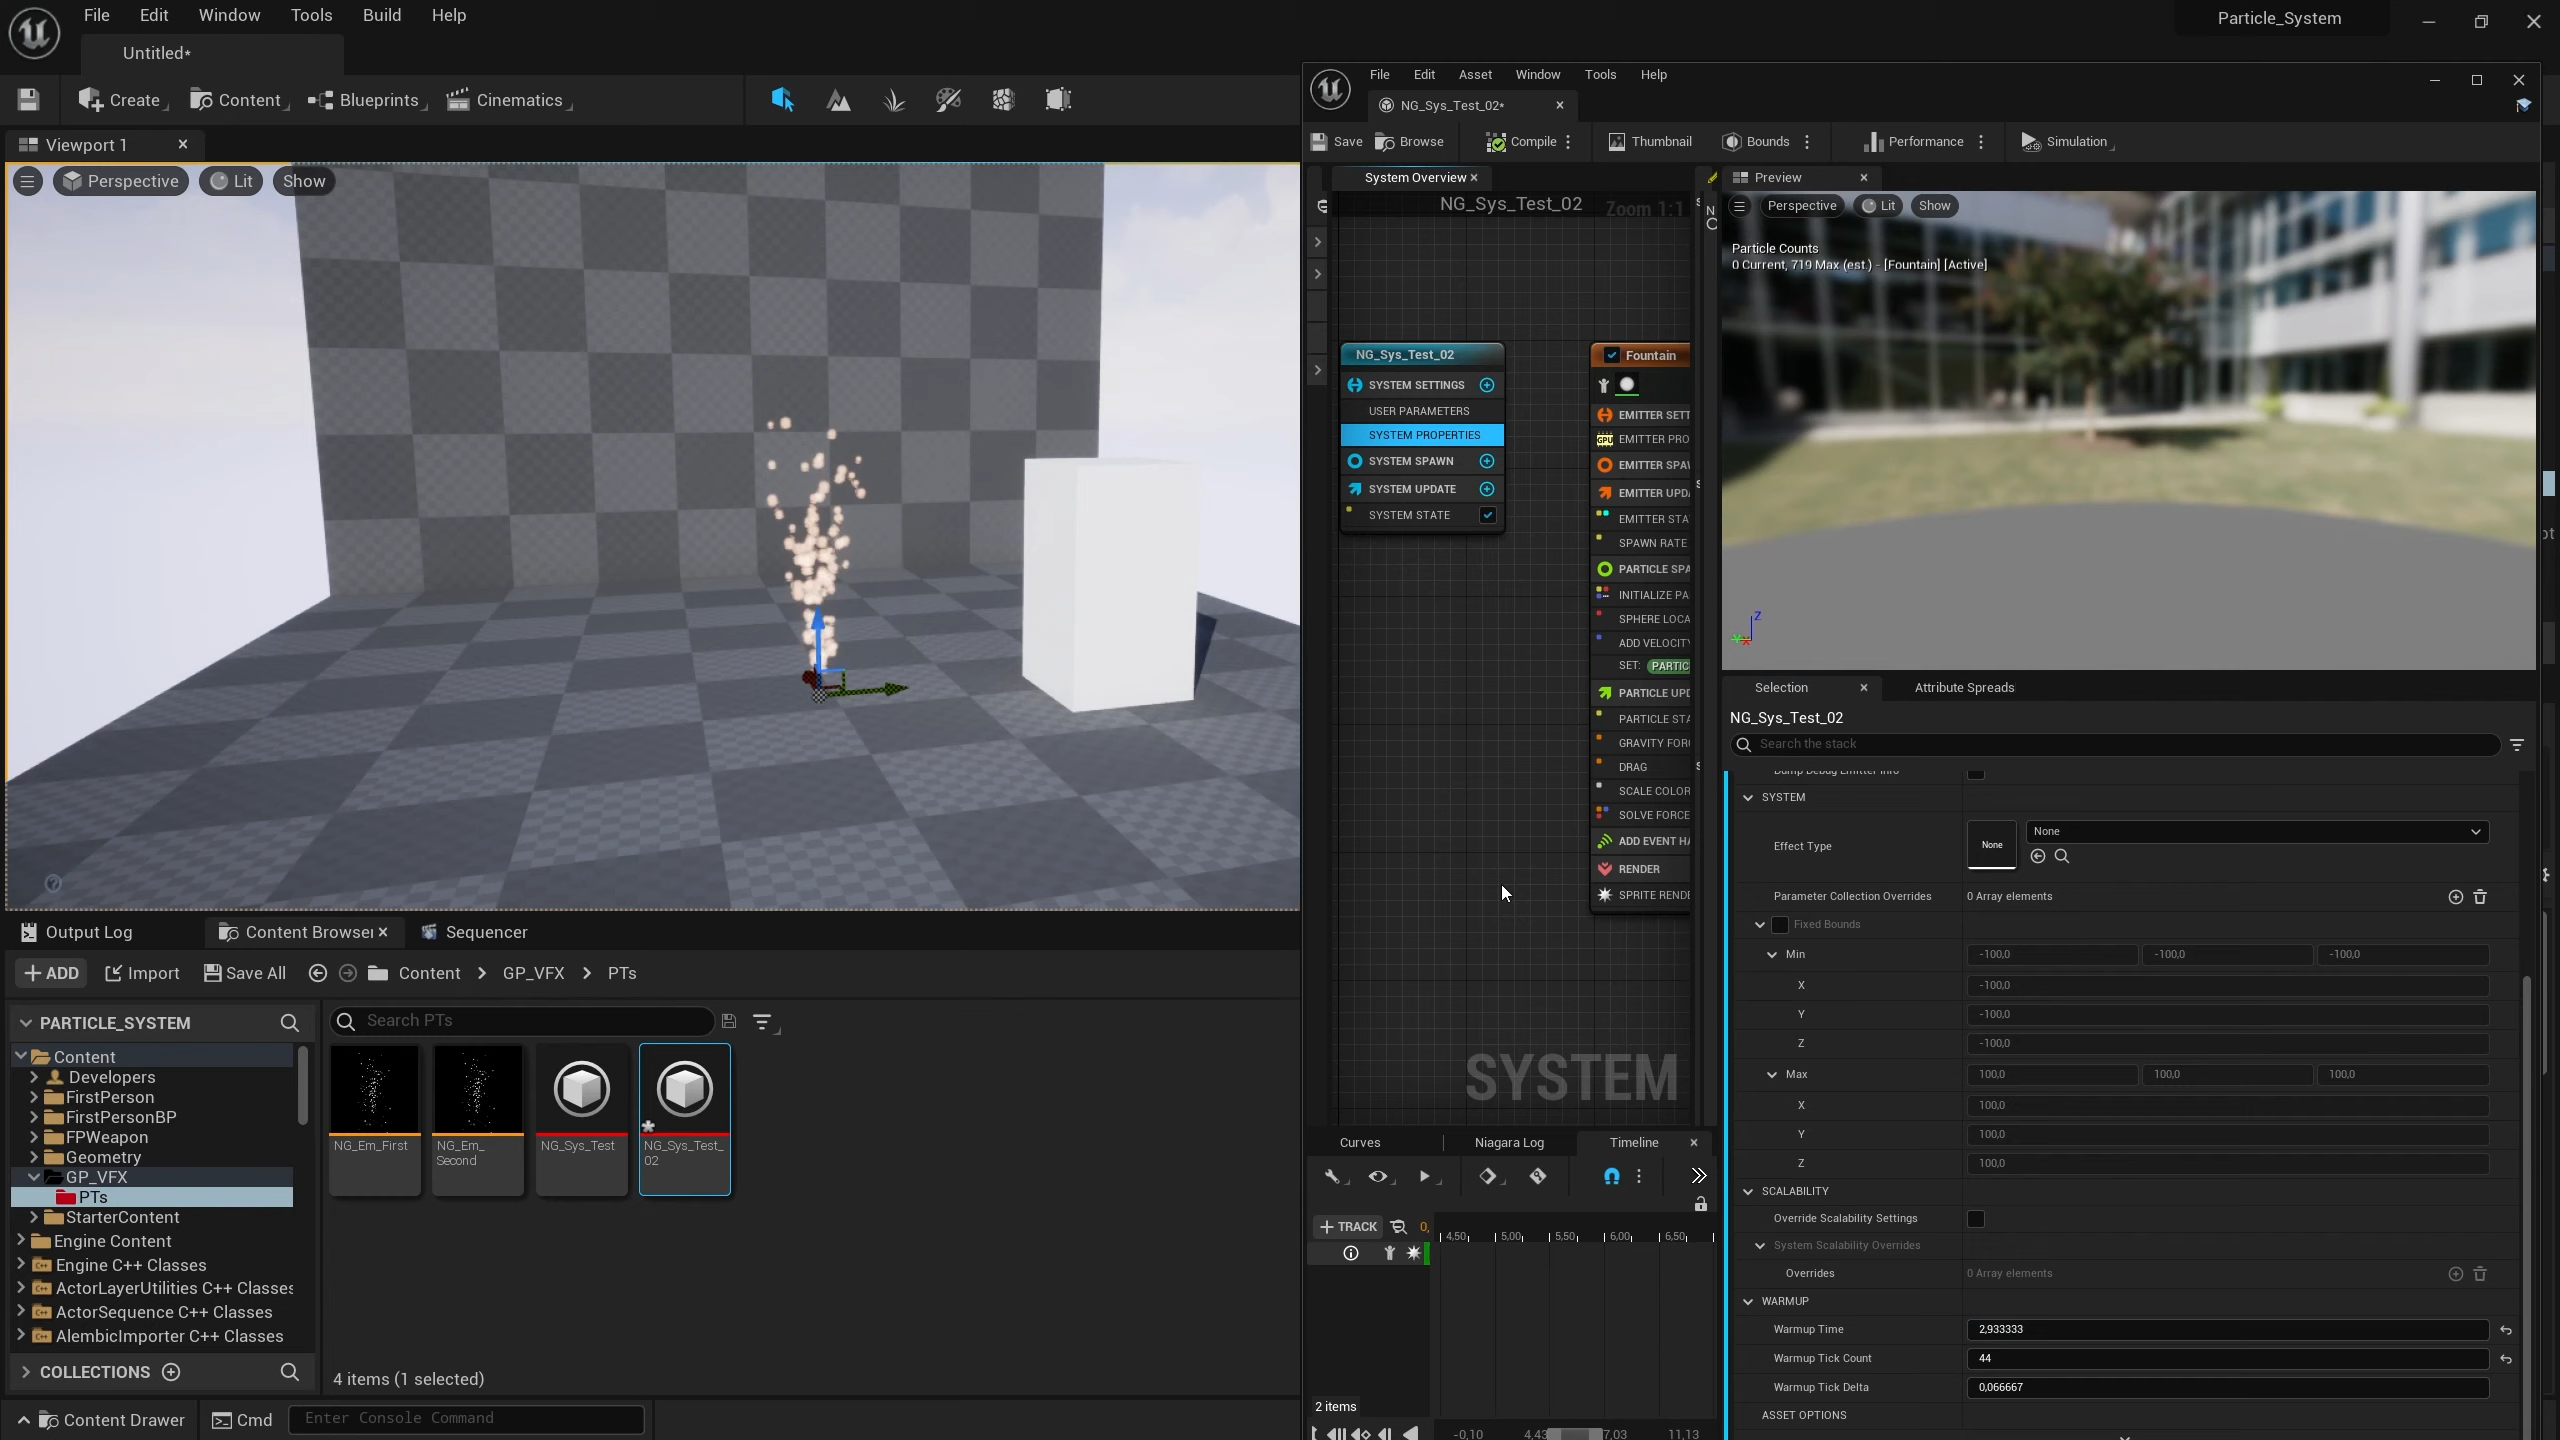 File Edit Window Tools Build Help
Particle_System
Untitled*
Create
Content
Blueprints
Cinematics
Viewport 1
Perspective
Lit
Show
Output Log
Content Browser
Sequencer
ADD
Import
Save All
Content
GP_VFX
PTs
PARTICLE_SYSTEM
Search PTs
Content
Developers
FirstPerson
FirstPersonBP
FPWeapon
Geometry
GP_VFX
PTs
StarterContent
Engine Content
Engine C++ Classes
ActorLayerUtilities C++ Classes
ActorSequence C++ Classes
AlembicImporter C++ Classes
COLLECTIONS
NG_Em_First
NG_Em_
Second
NG_Sys_Test
NG_Sys_Test_
02
4 items (1 selected)
Content Drawer
Cmd
Enter Console Command
File Edit Asset Window Tools Help
NG_Sys_Test_02*
Save
Browse
Compile
Thumbnail
Bounds
Performance
Simulation
System Overview
NG_Sys_Test_02
Zoom 1:1
NG_Sys_Test_02
SYSTEM SETTINGS
USER PARAMETERS
SYSTEM PROPERTIES
SYSTEM SPAWN
SYSTEM UPDATE
SYSTEM STATE
Fountain
EMITTER SETT
GPU EMITTER PRO
EMITTER SPAW
EMITTER UPDA
EMITTER STA
SPAWN RATE
PARTICLE SPA
INITIALIZE PA
SPHERE LOCA
ADD VELOCITY
SET: PARTIC
PARTICLE UPD
PARTICLE STA
GRAVITY FOR
DRAG
SCALE COLOR
SOLVE FORCE
ADD EVENT HA
RENDER
SPRITE RENDE
SYSTEM
Curves
Niagara Log
Timeline
TRACK
0,
4,50 5,00 5,50 6,00 6,50
2 items
-0,10 4,43 7,03 11,13
Preview
Perspective
Lit
Show
Particle Counts
0 Current, 719 Max (est.) - [Fountain] [Active]
Z
Selection
Attribute Spreads
NG_Sys_Test_02
Search the stack
Dump Debug Emitter Info
SYSTEM
Effect Type
None
None
Parameter Collection Overrides 0 Array elements
Fixed Bounds
Min -100,0 -100,0 -100,0
X -100,0
Y -100,0
Z -100,0
Max 100,0 100,0 100,0
X 100,0
Y 100,0
Z 100,0
SCALABILITY
Override Scalability Settings
System Scalability Overrides
Overrides 0 Array elements
WARMUP
Warmup Time 2,933333
Warmup Tick Count 44
Warmup Tick Delta 0,066667
ASSET OPTIONS